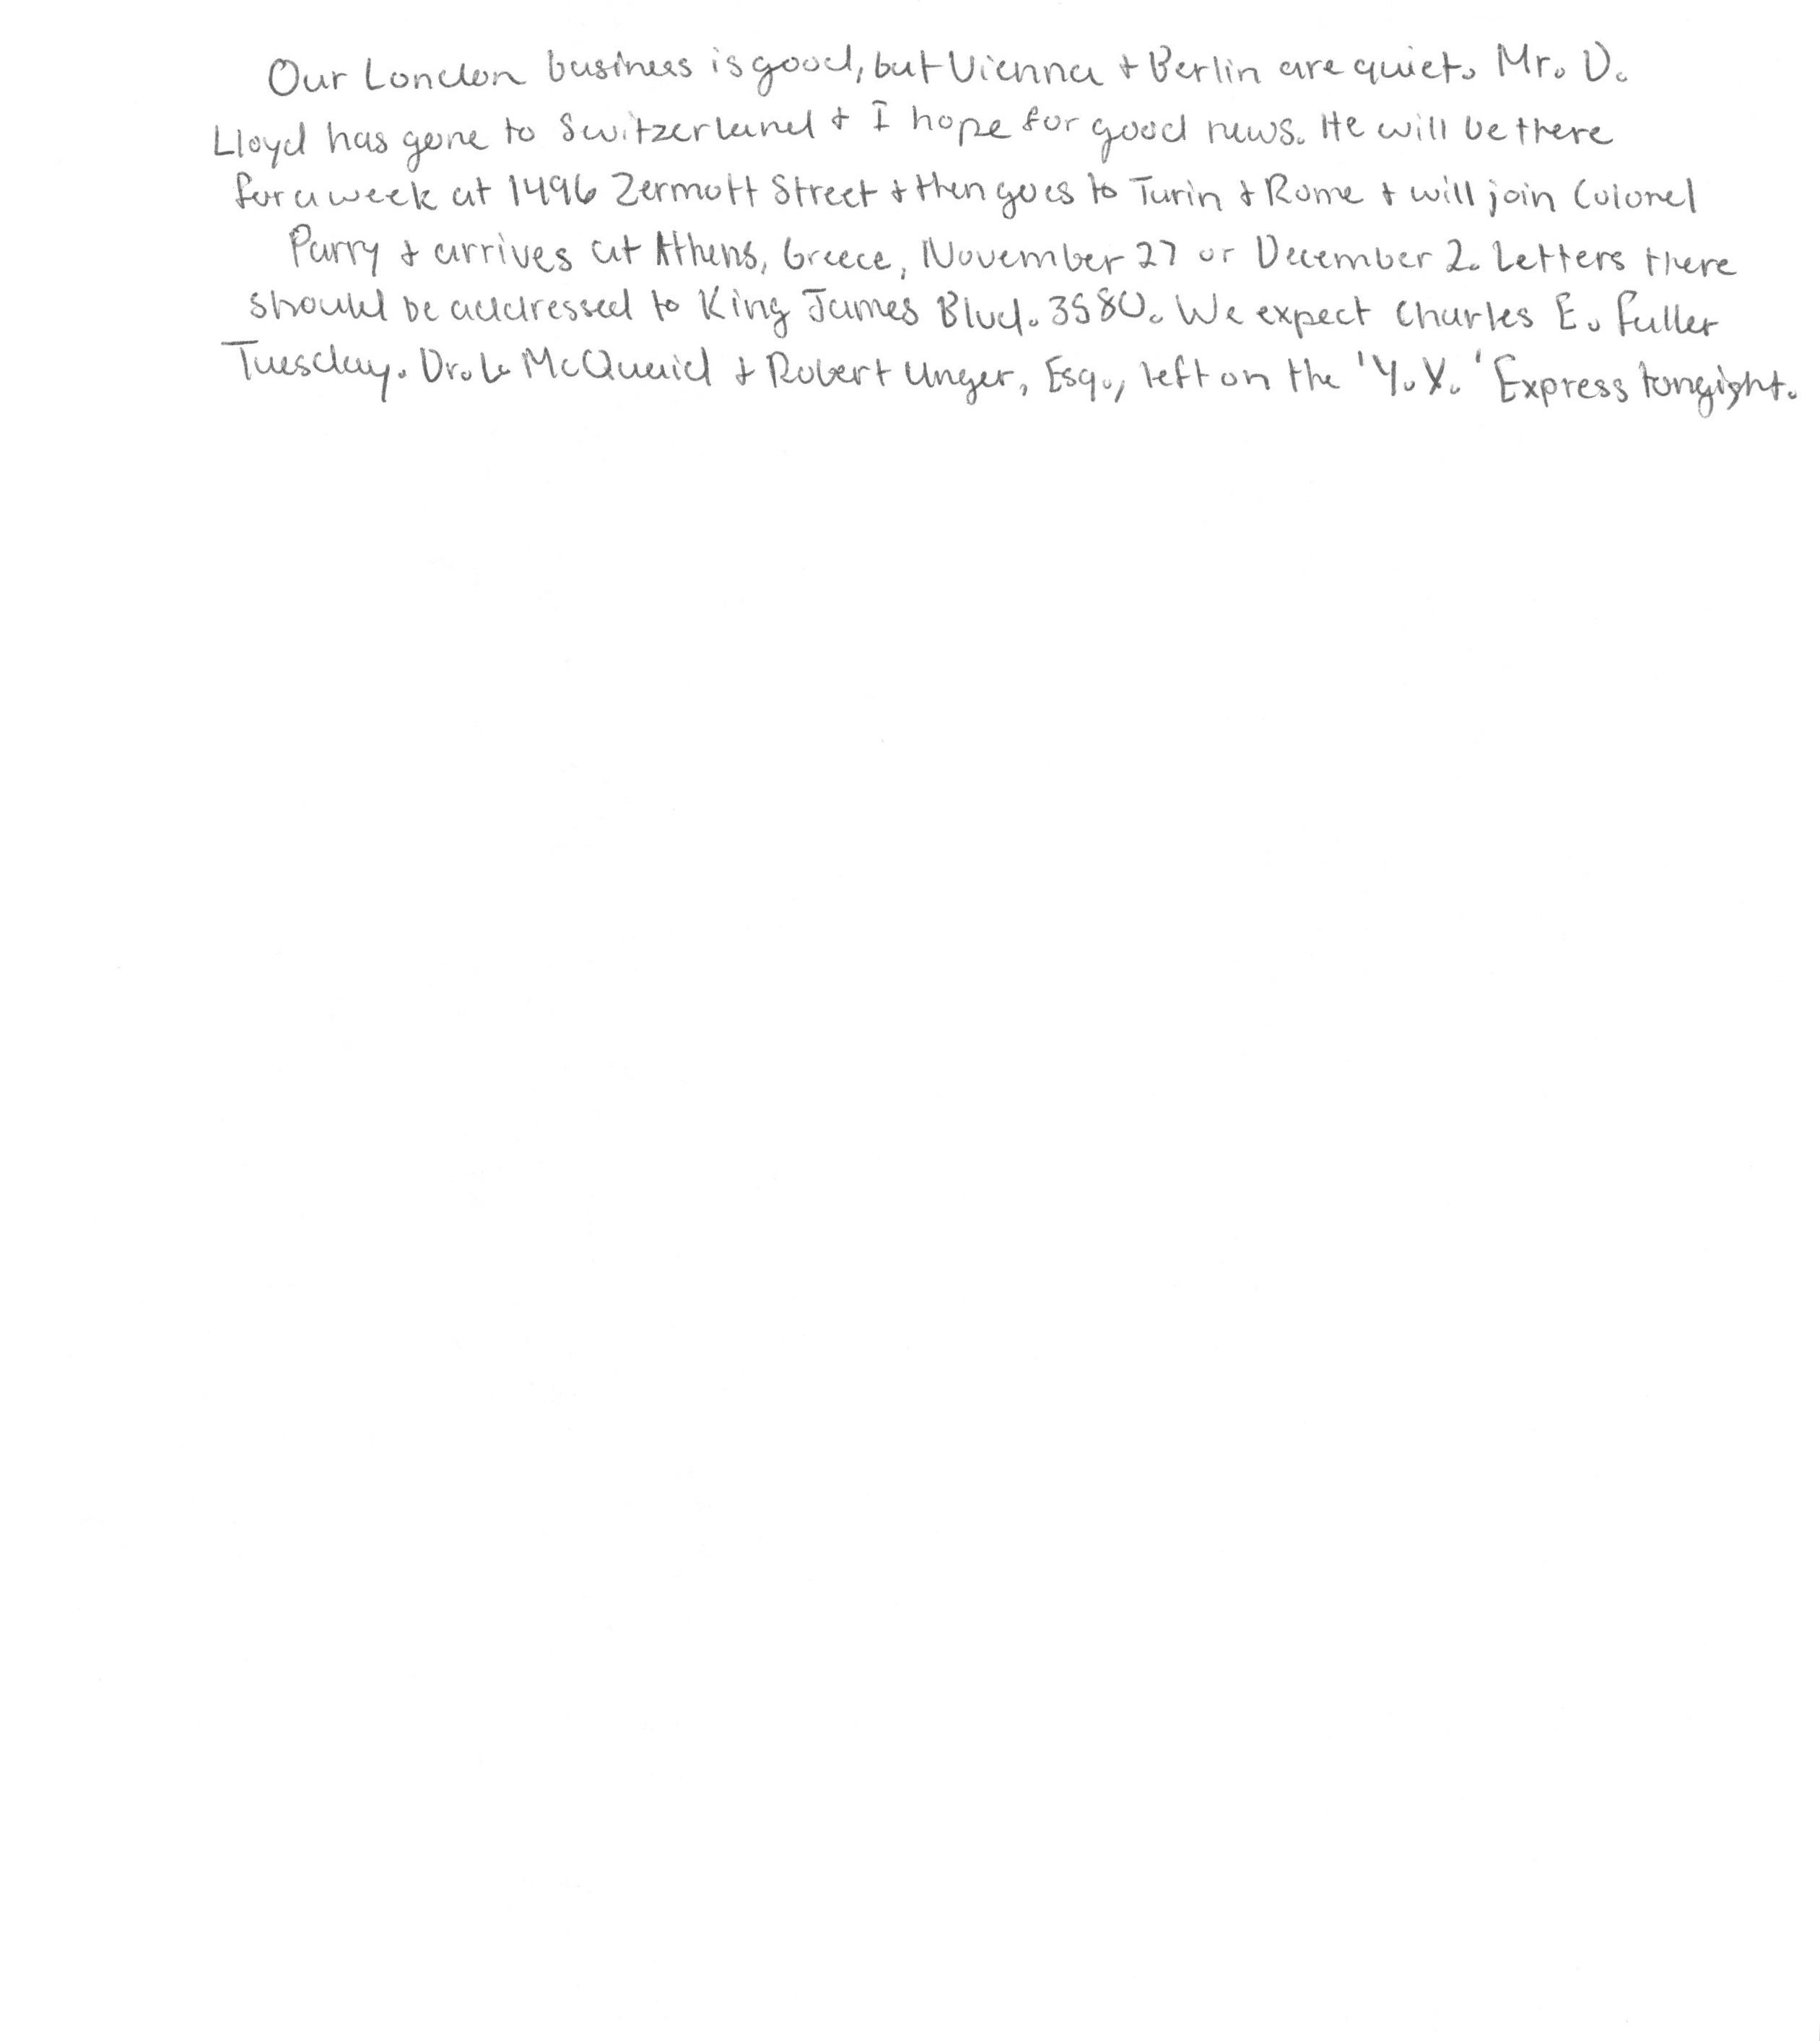 Our London business is good, but Vienna + Berlin are quiet. Mr. D.
Lloyd has gone to Switzerland + I hope for good news. He will be there
for a week at 1496 Zermott Street + then goes to Turin + Rome + will join Colonel
Parry + arrives at Athens, Greece, November 27 or December 2. Letters there
should be addressed to King James Blvd. 3580. We expect Charles E. Fuller
Tuesday. Dr. L. McQuaid + Robert Unger, Esq., left on the 'Y.X.' Express tongight.